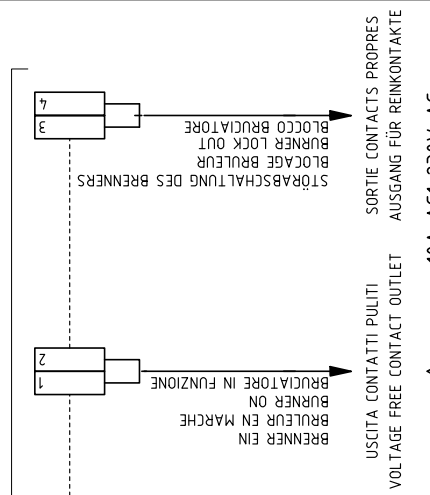 1
2
BRENNER EIN
BRULEUR EN MARCHE
BURNER ON
BRUCIATORE IN FUNZIONE
3
4
STÖRABSCHALTUNG DES BRENNERS
BLOCAGE BRULEUR
BURNER LOCK OUT
BLOCCO BRUCIATORE
USCITA CONTATTI PULITI
VOLTAGE FREE CONTACT OUTLET
SORTIE CONTACTS PROPRES
AUSGANG FÜR REINKONTAKTE